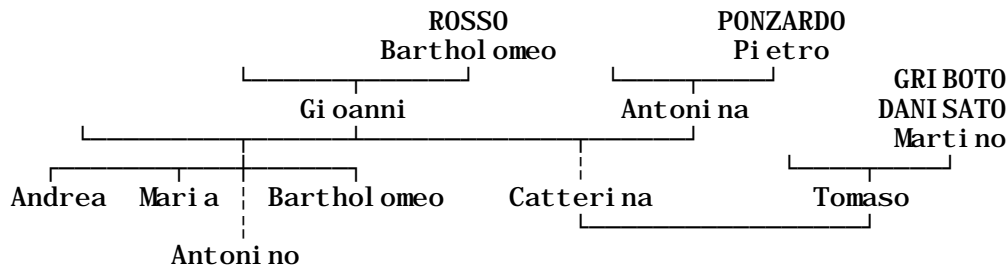 ROSSO PONZARDO
Bartholomeo Pietro
GRIBOTO
Gioanni Antonina DANISATO
Martino
Andrea Maria Bartholomeo Catterina Tomaso
Antonino